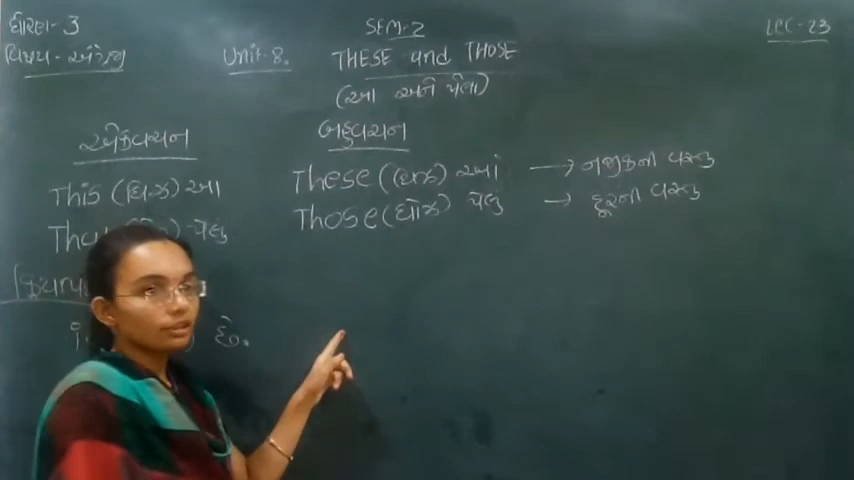 ધોરણ - 3
SEM-2
LEC-23
વિષય - અંગ્રેજી
Unit-8.
THESE and THOSE
(આ અને પેલા)
એકવચન
બહુવચન
This (ધિઝ) આ
These (ધીઝ) આ → નજીકની વસ્તુ
પેલું
Those (ધોઝ) પેલું → દૂરની વસ્તુ
છે.